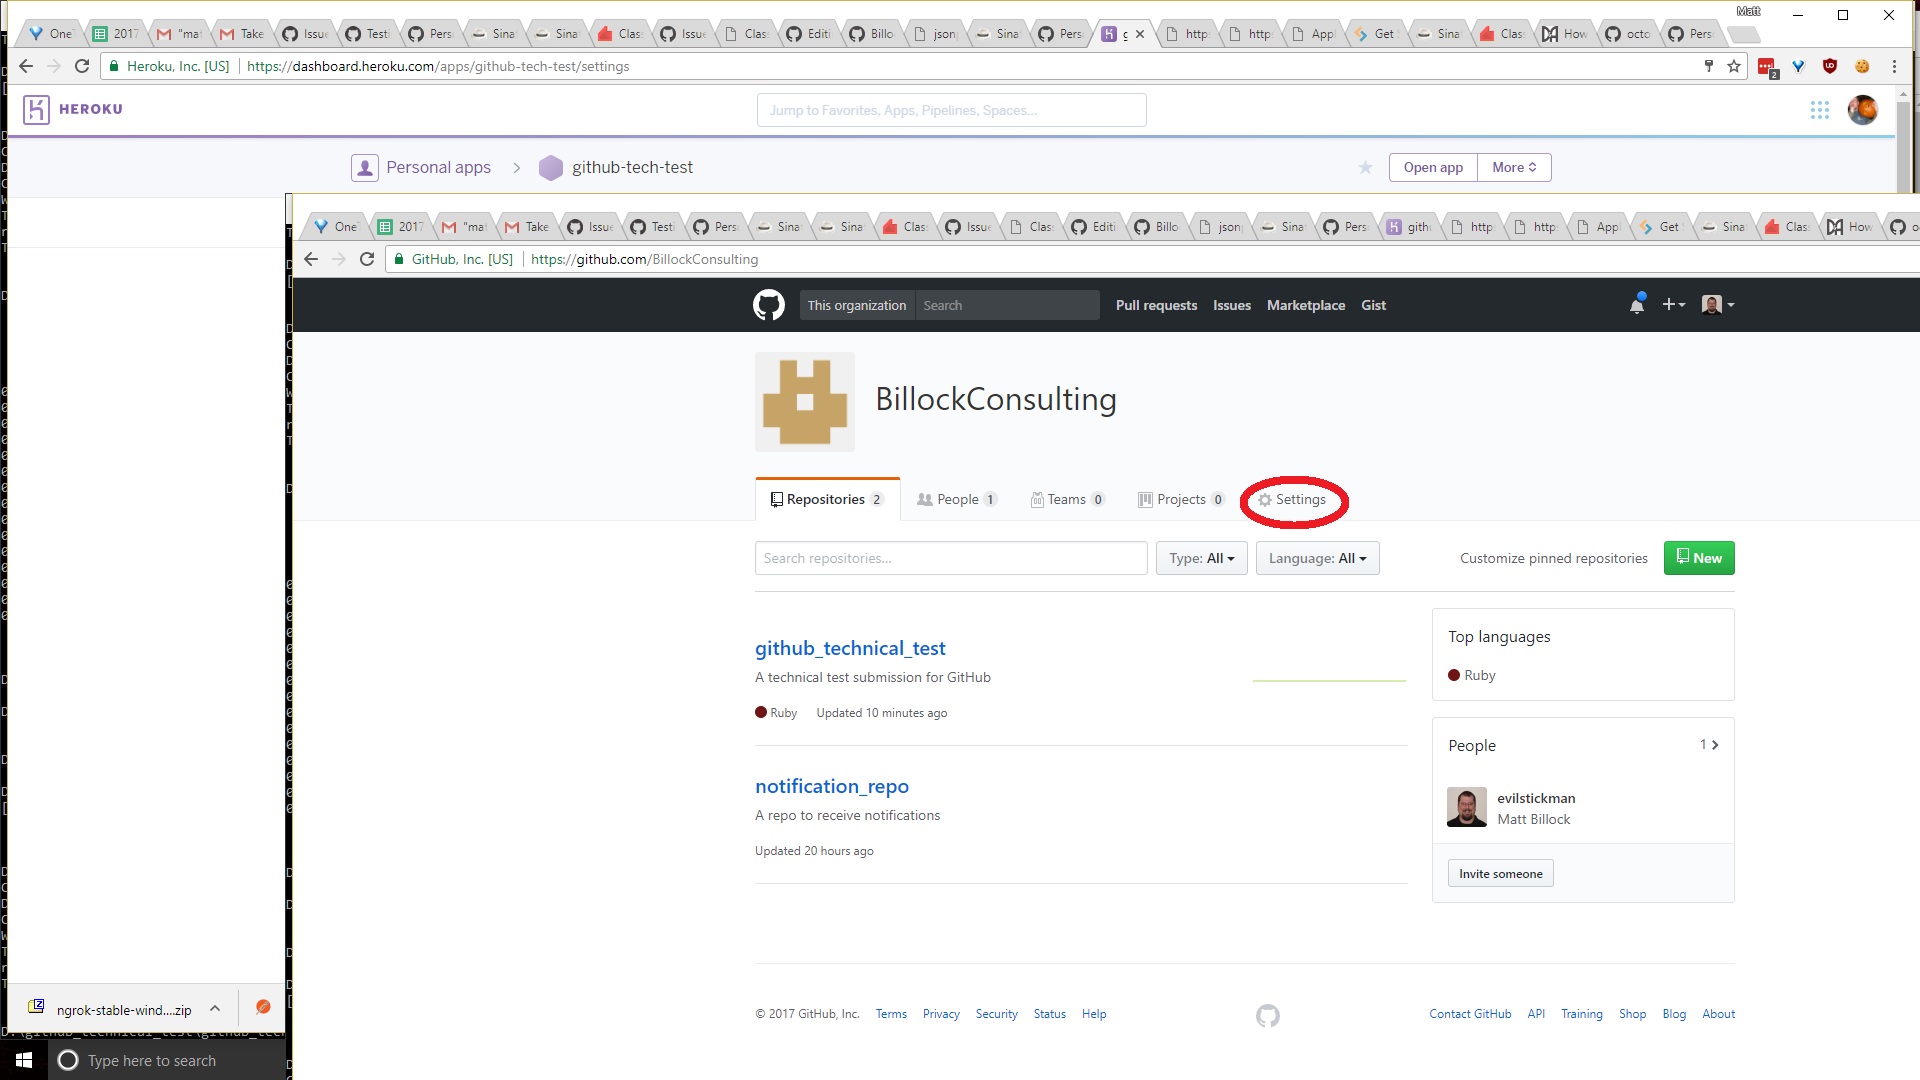 Matt
One 2017 "mat Take Issu Testi Pers Sina Sina Clas Issu Clas Editi Billo json Sina Pers g http http Appl Get Sina Clas How octo Pers
Heroku, Inc. [US] https://dashboard.heroku.com/apps/github-tech-test/settings
2
HEROKU
Jump to Favorites, Apps, Pipelines, Spaces...
Personal apps > github-tech-test
Open app More
One 2017 "mat Take Issu Testi Pers Sina Sina Clas Issu Clas Editi Billo json Sina Pers githu http http Appl Get Sina Clas How
GitHub, Inc. [US] https://github.com/BillockConsulting
This organization Search Pull requests Issues Marketplace Gist
BillockConsulting
Repositories 2 People 1 Teams 0 Projects 0 Settings
Search repositories... Type: All Language: All Customize pinned repositories New
github_technical_test
A technical test submission for GitHub
Ruby Updated 10 minutes ago
notification_repo
A repo to receive notifications
Updated 20 hours ago
Top languages
Ruby
People 1 >
evilstickman
Matt Billock
Invite someone
© 2017 GitHub, Inc. Terms Privacy Security Status Help Contact GitHub API Training Shop Blog About
ngrok-stable-wind....zip
Type here to search